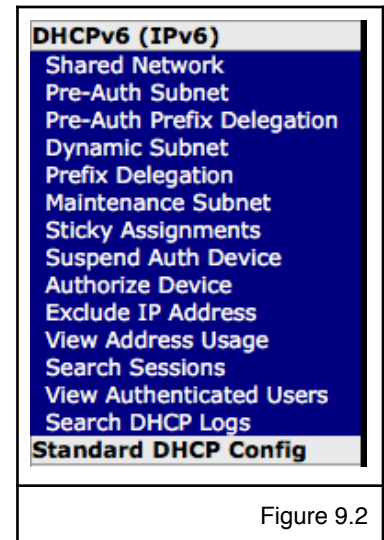 DHCPv6 (IPv6)
Shared Network
Pre-Auth Subnet
Pre-Auth Prefix Delegation
Dynamic Subnet
Prefix Delegation
Maintenance Subnet
Sticky Assignments
Suspend Auth Device
Authorize Device
Exclude IP Address
View Address Usage
Search Sessions
View Authenticated Users
Search DHCP Logs
Standard DHCP Config
Figure 9.2